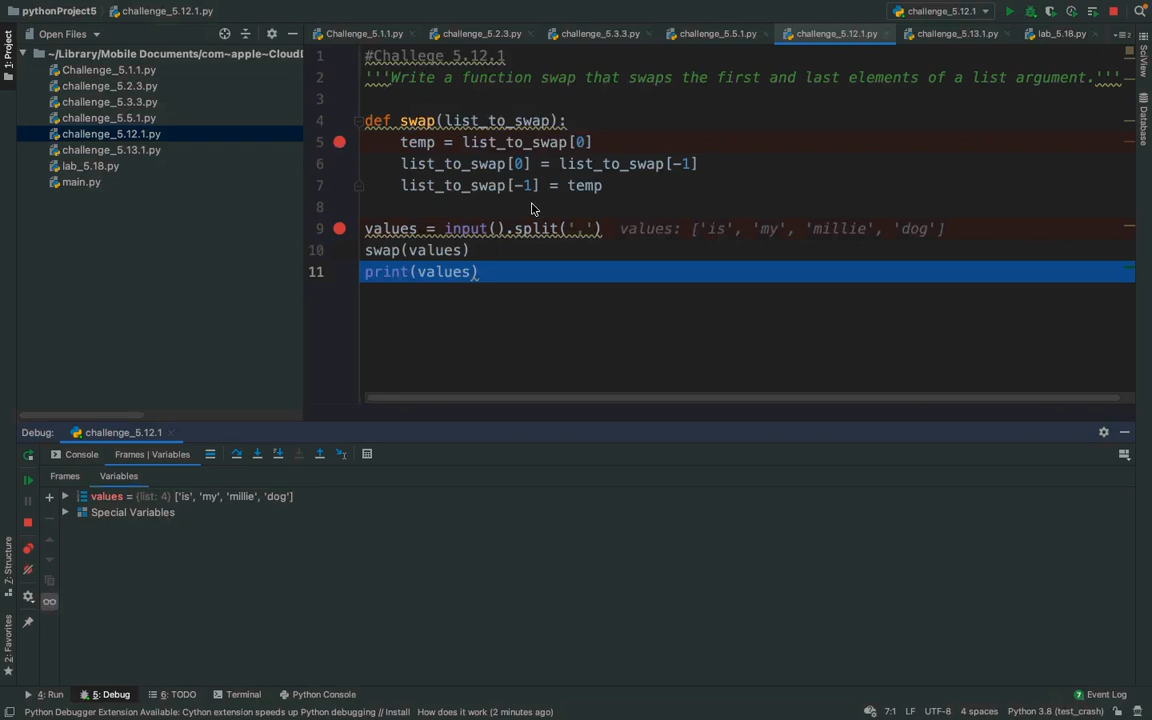 pythonProject5 challenge_5.12.1.py challenge_5.12.1
1: Project Open Files Challenge_5.1.1.py challenge_5.2.3.py challenge_5.3.3.py challenge_5.5.1.py challenge_5.12.1.py challenge_5.13.1.py lab_5.18.py
~/Library/Mobile Documents/com~apple~CloudD
Challenge_5.1.1.py
challenge_5.2.3.py
challenge_5.3.3.py
challenge_5.5.1.py
challenge_5.12.1.py
challenge_5.13.1.py
lab_5.18.py
main.py
1 #Challege 5.12.1
2 '''Write a function swap that swaps the first and last elements of a list argument.'''
3
4 def swap(list_to_swap):
5 temp = list_to_swap[0]
6 list_to_swap[0] = list_to_swap[-1]
7 list_to_swap[-1] = temp
8
9 values = input().split(',') values: ['is', 'my', 'millie', 'dog']
10 swap(values)
11 print(values)
SciView
Database
Debug: challenge_5.12.1
Console Frames | Variables
Frames Variables
values = {list: 4} ['is', 'my', 'millie', 'dog']
Special Variables
7: Structure
2: Favorites
4: Run 5: Debug 6: TODO Terminal Python Console Event Log
Python Debugger Extension Available: Cython extension speeds up Python debugging // Install How does it work (2 minutes ago) 7:1 LF UTF-8 4 spaces Python 3.8 (test_crash)